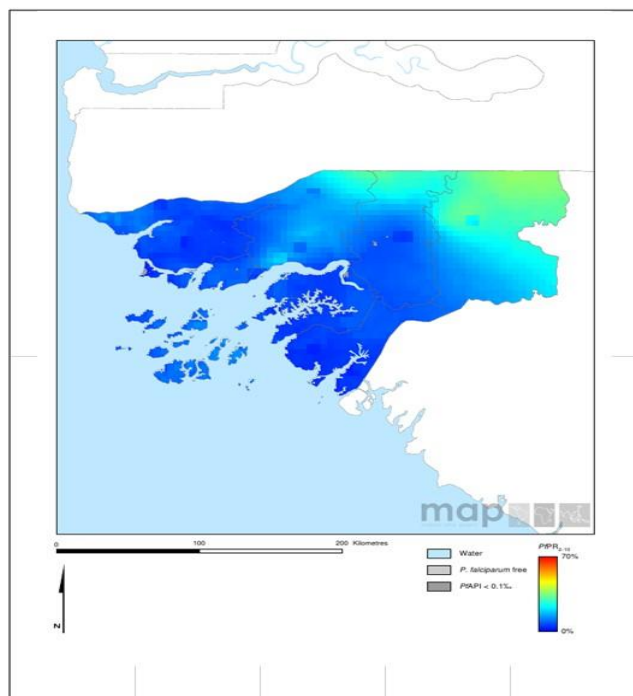 map
0 100 200 Kilometres
Water
P. falciparum free
PfAPI < 0.1‰
PfPR2-10
70%
0%
N